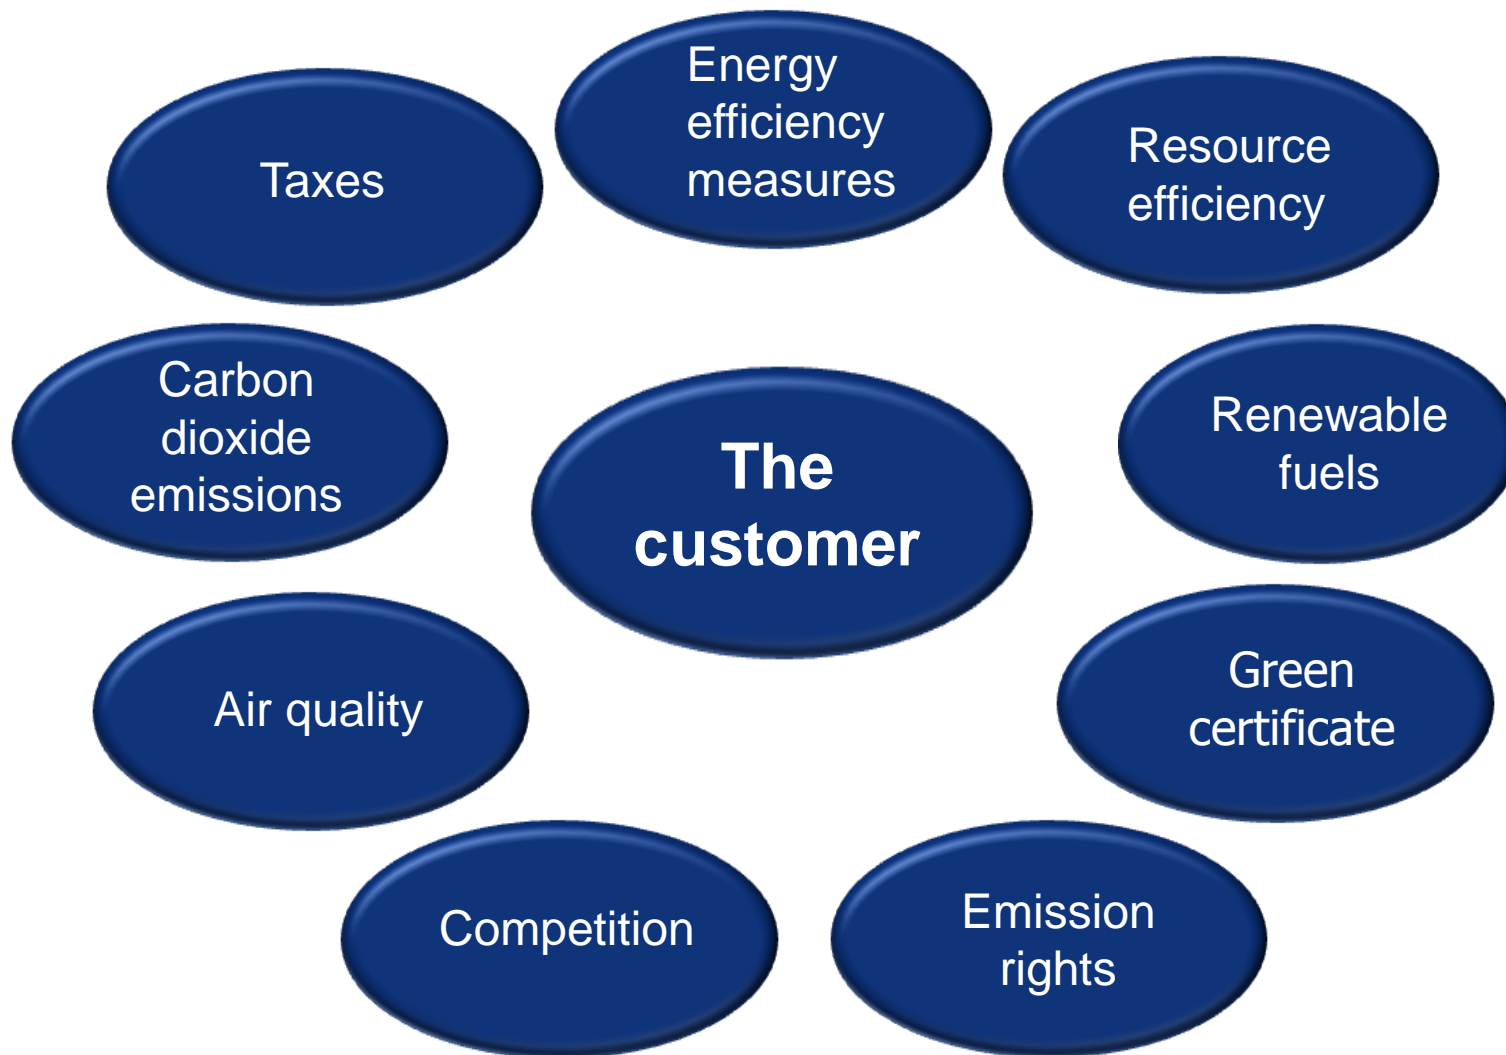 Energy
efficiency
measures
Taxes
Resource
efficiency
Carbon
dioxide
emissions
The
customer
Renewable
fuels
Air quality
Green
certificate
Competition
Emission
rights